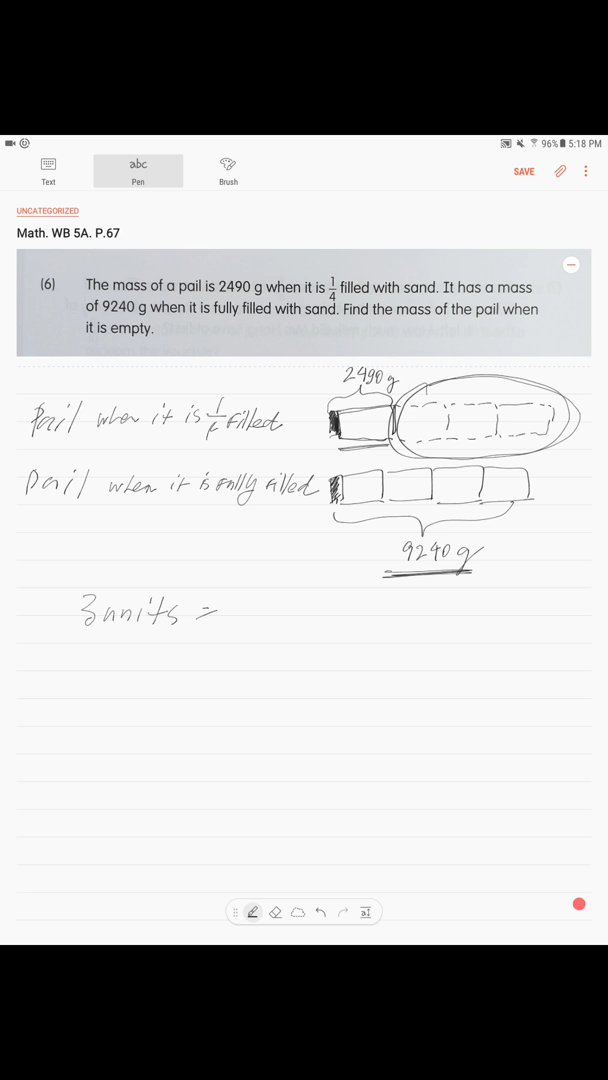 96% 5:18 PM
Text
abc
Pen
Brush
SAVE
UNCATEGORIZED
Math. WB 5A. P.67
(6) The mass of a pail is 2490 g when it is 1/4 filled with sand. It has a mass
of 9240 g when it is fully filled with sand. Find the mass of the pail when
it is empty.
2490 g
Pail when it is 1/4 filled
Pail when it is fully filled
9240 g
3 units =
aI